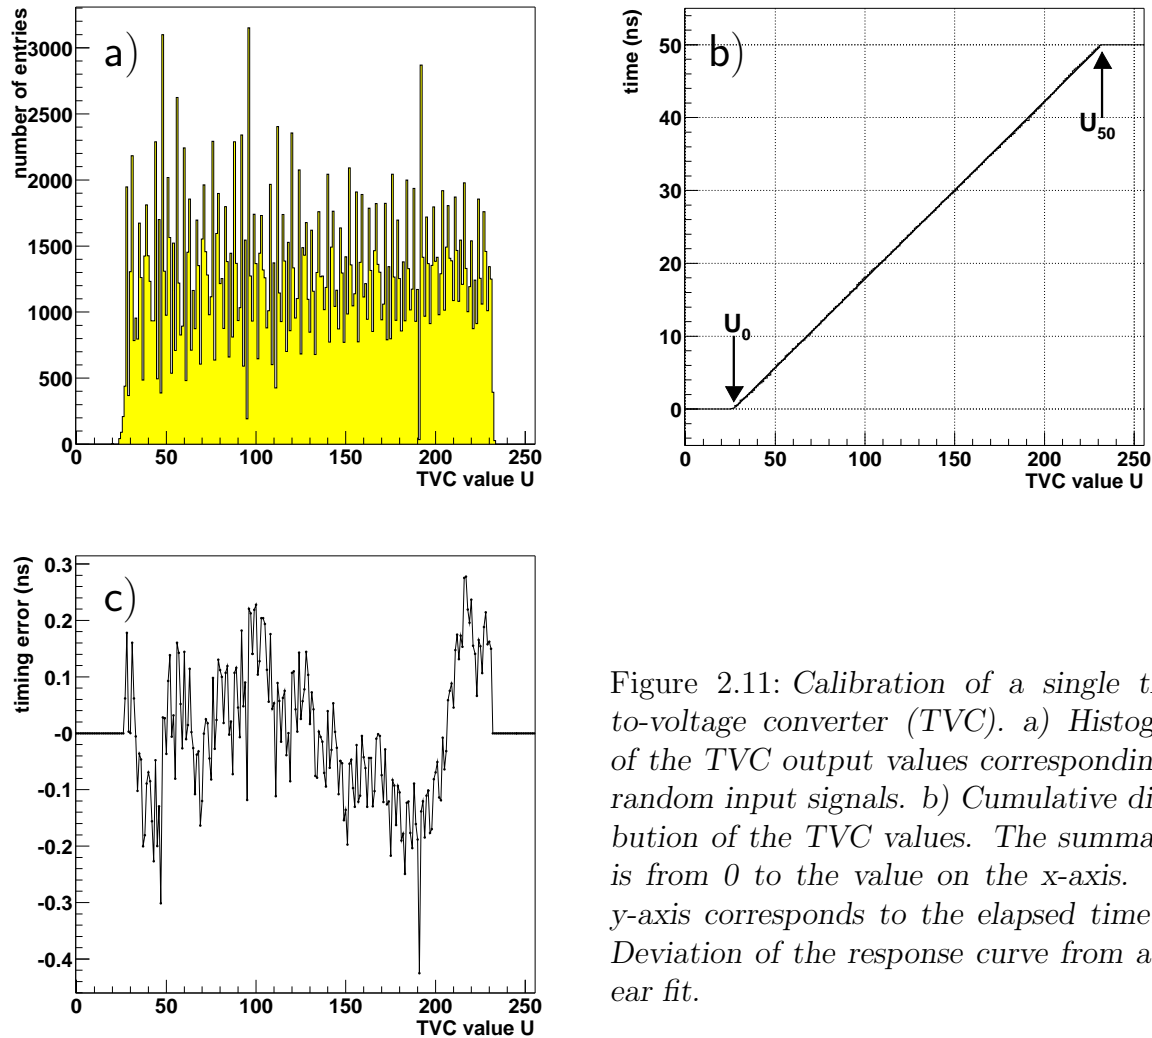 a)
number of entries
3000
2500
2000
1500
1000
500
0
0 50 100 150 200 250
TVC value U
b)
time (ns)
50
40
30
20
10
0
U50
U0
0 50 100 150 200 250
TVC value U
c)
timing error (ns)
0.3
0.2
0.1
-0
-0.1
-0.2
-0.3
-0.4
0 50 100 150 200 250
TVC value U
Figure 2.11: Calibration of a single
to-voltage converter (TVC). a)
of the TVC output values
random input signals. b) Cumulative
bution of the TVC values. The
is from 0 to the value on the x-axis.
y-axis corresponds to the elapsed time
Deviation of the response curve from a
ear fit.